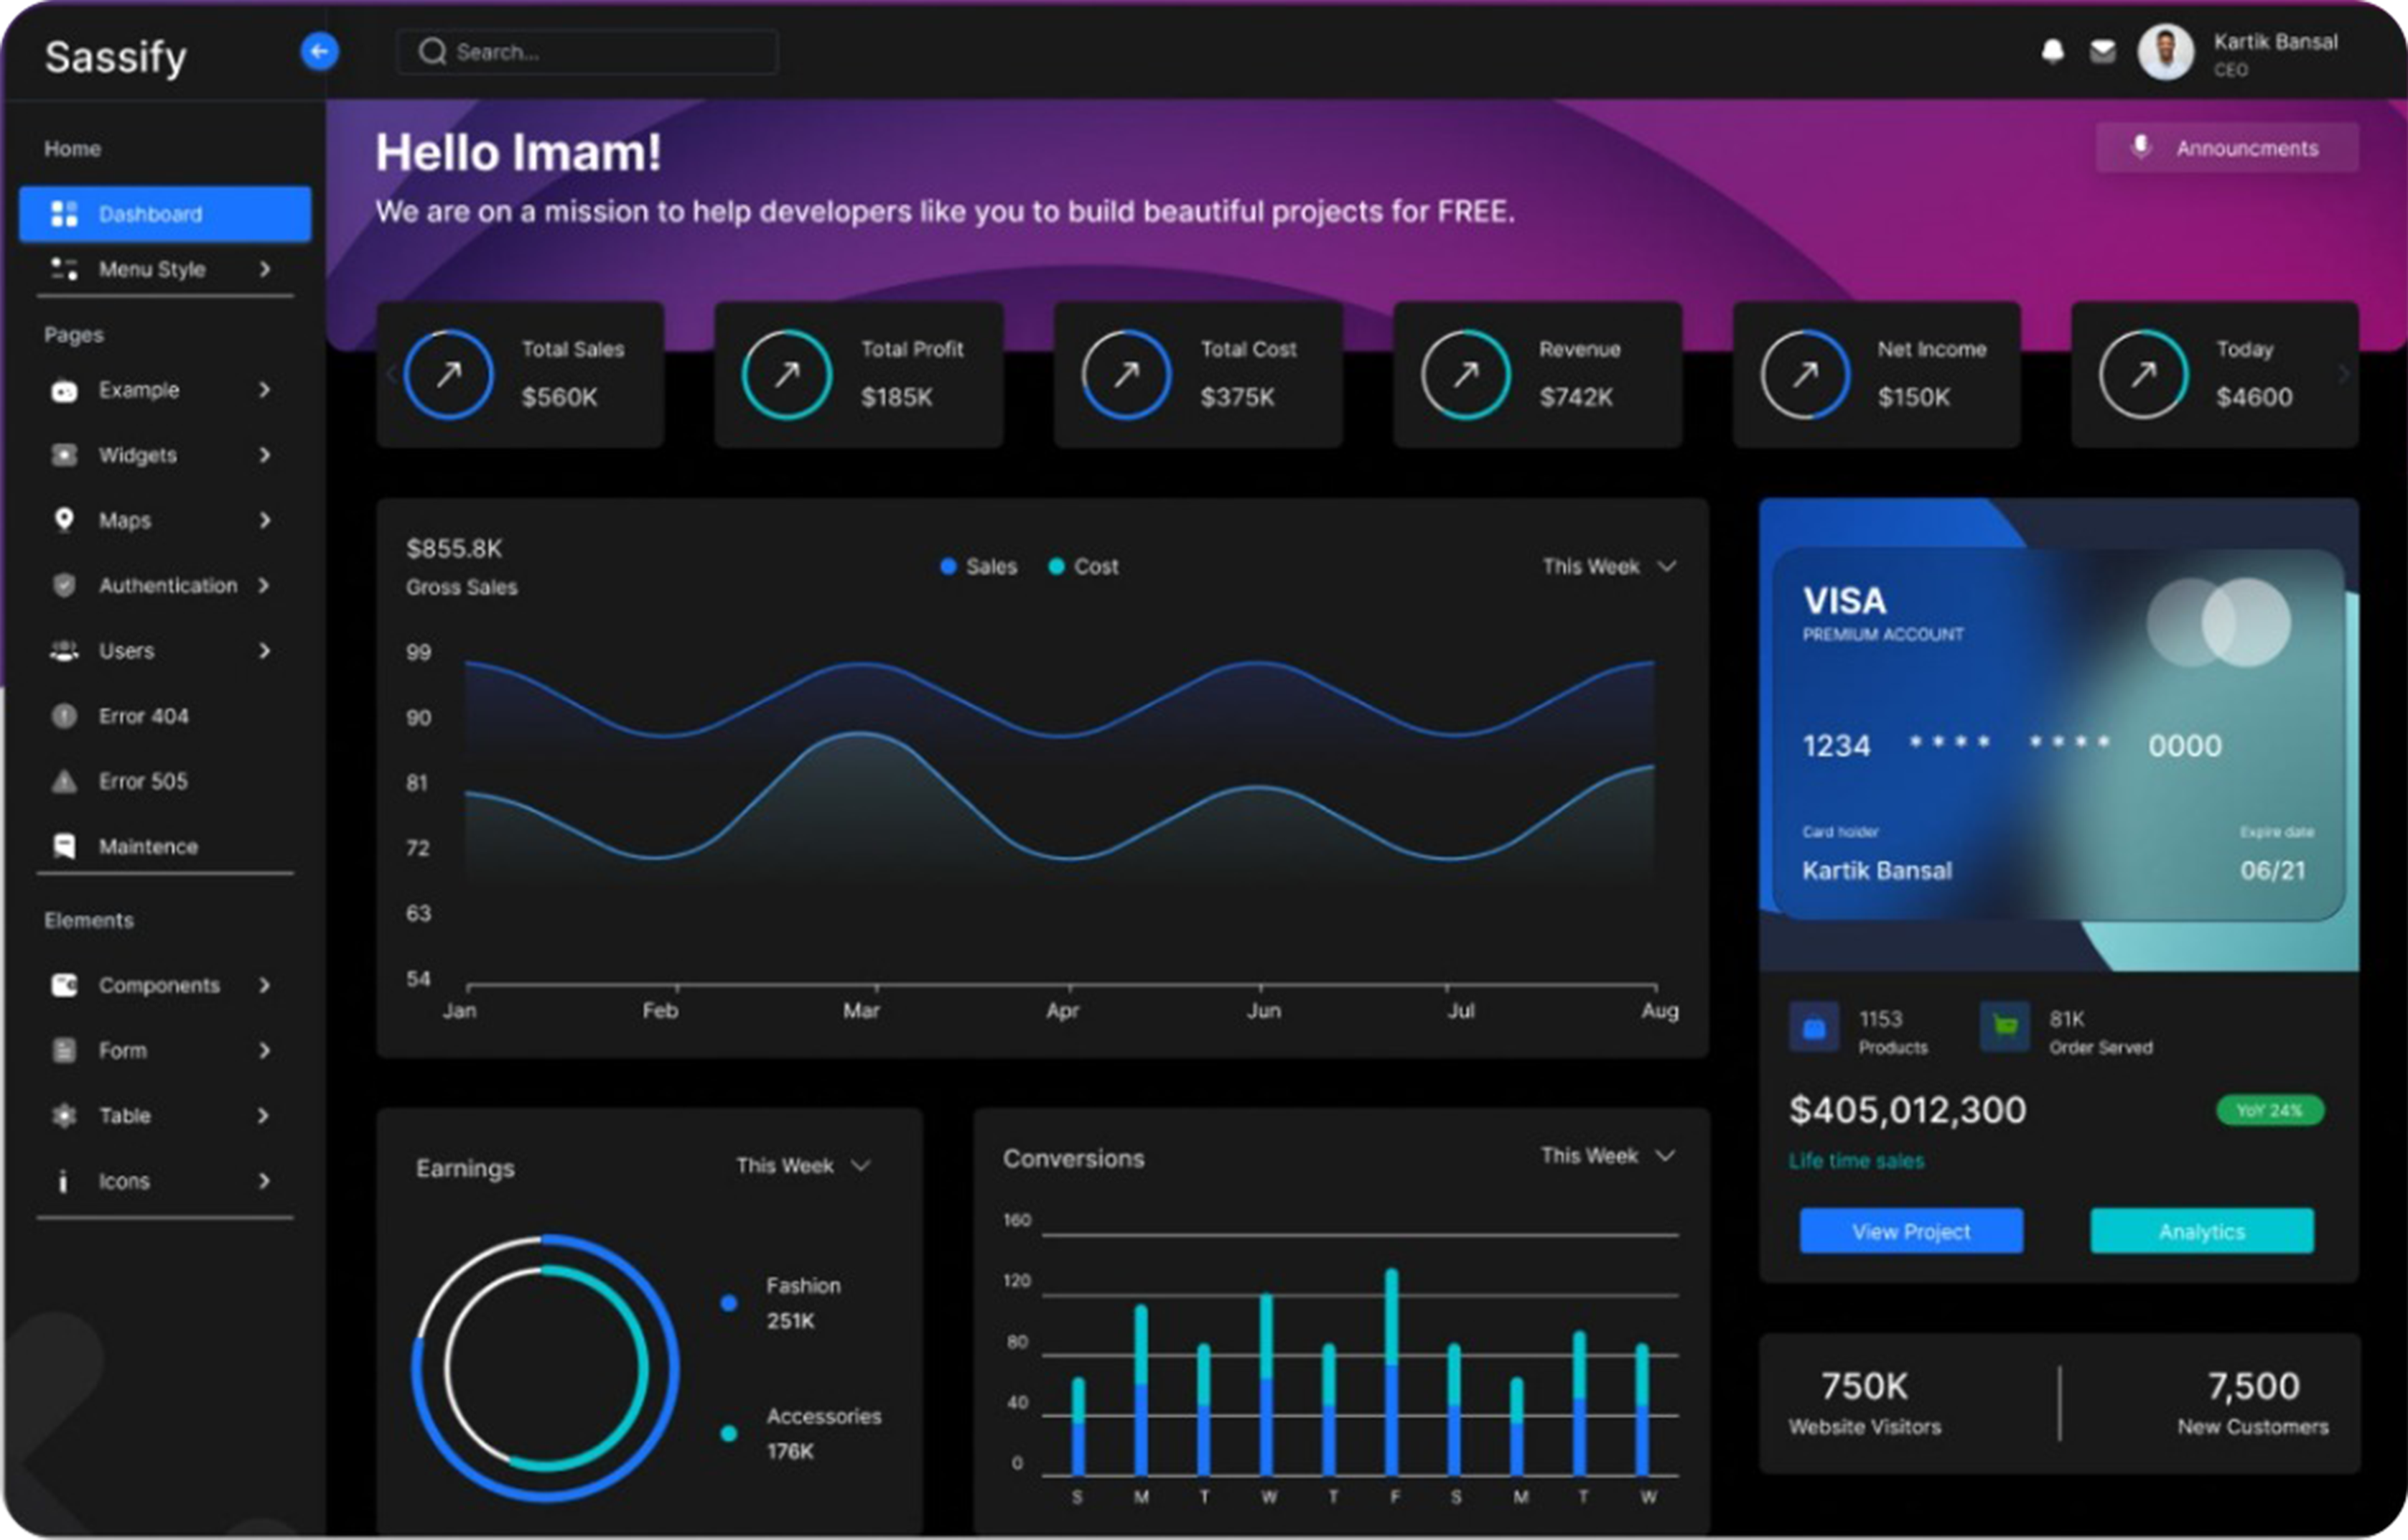 Sassify
Search...
Kartik Bansal
CEO
Home
Dashboard
Menu Style
Pages
Example
Widgets
Maps
Authentication
Users
Error 404
Error 505
Maintence
Elements
Components
Form
Table
Icons
Hello Imam!
We are on a mission to help developers like you to build beautiful projects for FREE.
Announcments
Total Sales
$560K
Total Profit
$185K
Total Cost
$375K
Revenue
$742K
Net Income
$150K
Today
$4600
$855.8K
Gross Sales
Sales
Cost
This Week
99
90
81
72
63
54
Jan Feb Mar Apr Jun Jul Aug
VISA
PREMIUM ACCOUNT
1234 **** **** 0000
Card holder
Kartik Bansal
Expire date
06/21
1153
Products
81K
Order Served
$405,012,300
YoY 24%
Life time sales
View Project
Analytics
Earnings
This Week
Fashion
251K
Accessories
176K
Conversions
This Week
160
120
80
40
0
S M T W T F S M T W
750K
Website Visitors
7,500
New Customers